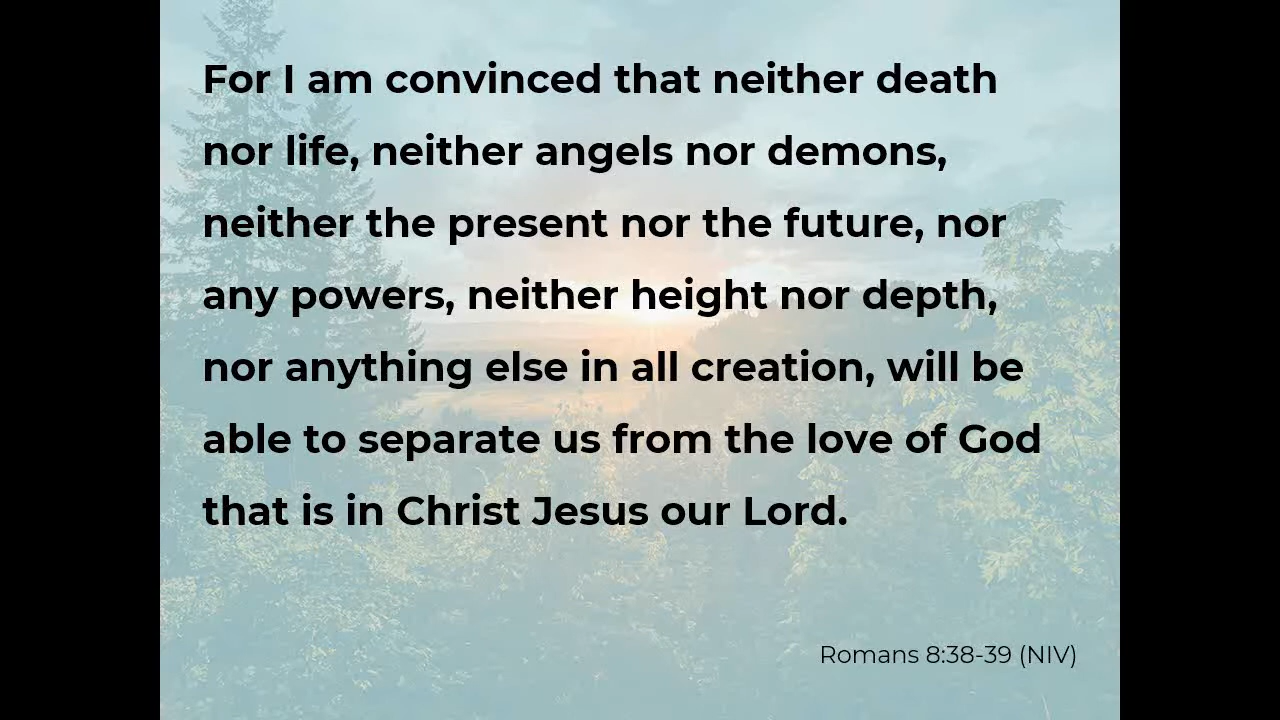 For I am convinced that neither death
nor life, neither angels nor demons,
neither the present nor the future, nor
any powers, neither height nor depth,
nor anything else in all creation, will be
able to separate us from the love of God
that is in Christ Jesus our Lord.
Romans 8:38-39 (NIV)